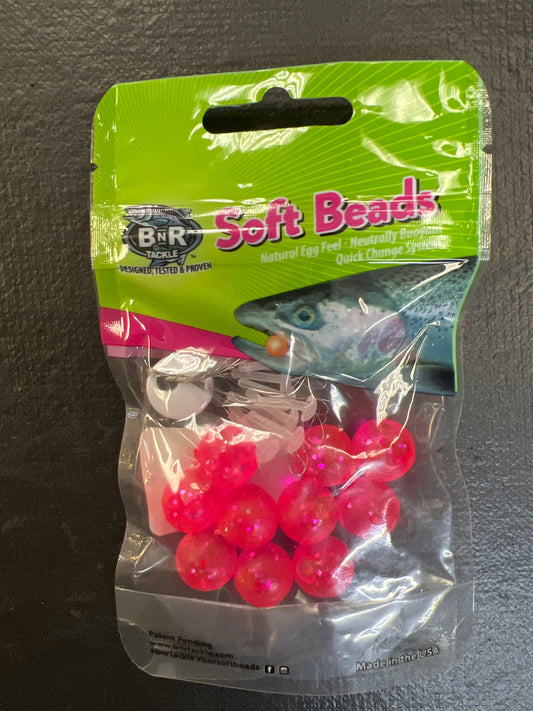 BnR
TACKLE
™
DESIGNED, TESTED & PROVEN
Soft Beads
Natural Egg Feel · Neutrally Buoyant
Quick Change System
Patent Pending
www.bnrtackle.com
#bnrtackle #bnrsoftbeads
Made in the USA